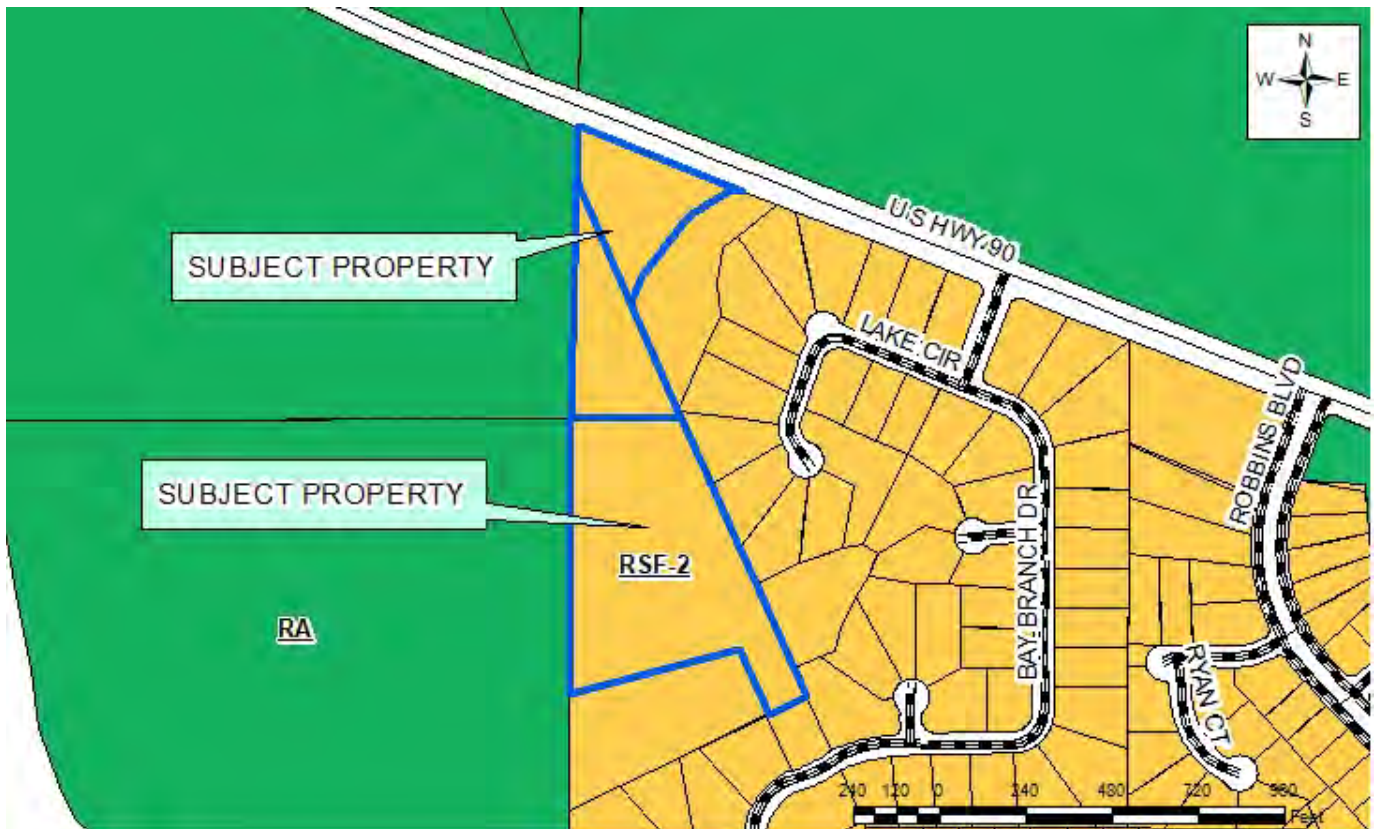 N
W E
S
U S HWY 90
SUBJECT PROPERTY
LAKE CIR
ROBBINS BLVD
SUBJECT PROPERTY
BAY BRANCH DR
RSF-2
RA
RYAN CT
240 120 0 240 480 720 960
Feet